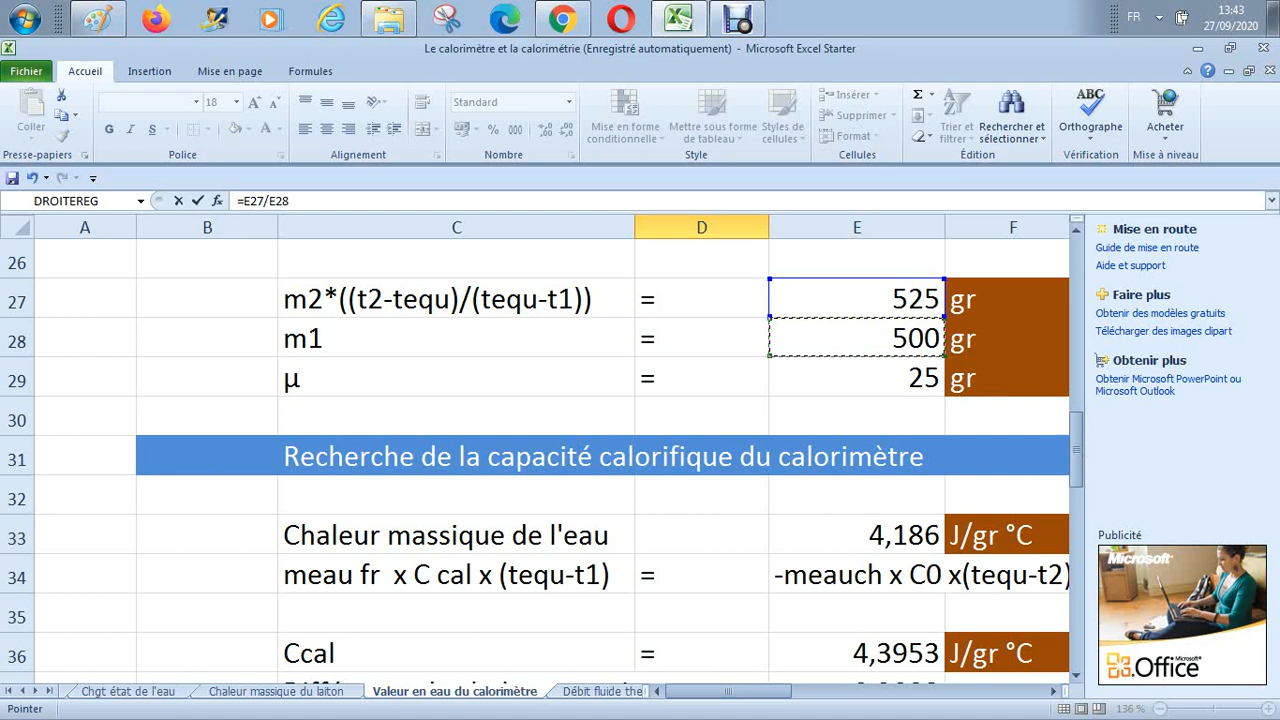 13:43
FR
27/09/2020
Le calorimètre et la calorimétrie (Enregistré automatiquement) - Microsoft Excel Starter
Fichier Accueil Insertion Mise en page Formules
Coller
18
Standard
Mise en forme conditionnelle
Mettre sous forme de tableau
Styles de cellules
Insérer
Supprimer
Format
Trier et filtrer
Rechercher et sélectionner
ABC
Orthographe
Acheter
Presse-papiers Police Alignement Nombre Style Cellules Édition Vérification Mise à niveau
DROITEREG =E27/E28
A B C D E F
26
27 m2*((t2-tequ)/(tequ-t1)) = 525 gr
28 m1 = 500 gr
29 µ = 25 gr
30
31 Recherche de la capacité calorifique du calorimètre
32
33 Chaleur massique de l'eau 4,186 J/gr °C
34 meau fr x C cal x (tequ-t1) = -meauch x C0 x(tequ-t2)
35
36 Ccal = 4,3953 J/gr °C
Mise en route
Guide de mise en route
Aide et support
Faire plus
Obtenir des modèles gratuits
Télécharger des images clipart
Obtenir plus
Obtenir Microsoft PowerPoint ou
Microsoft Outlook
Publicité
Microsoft
Office
Chgt état de l'eau Chaleur massique du laiton Valeur en eau du calorimètre Débit fluide the
Pointer 136 %